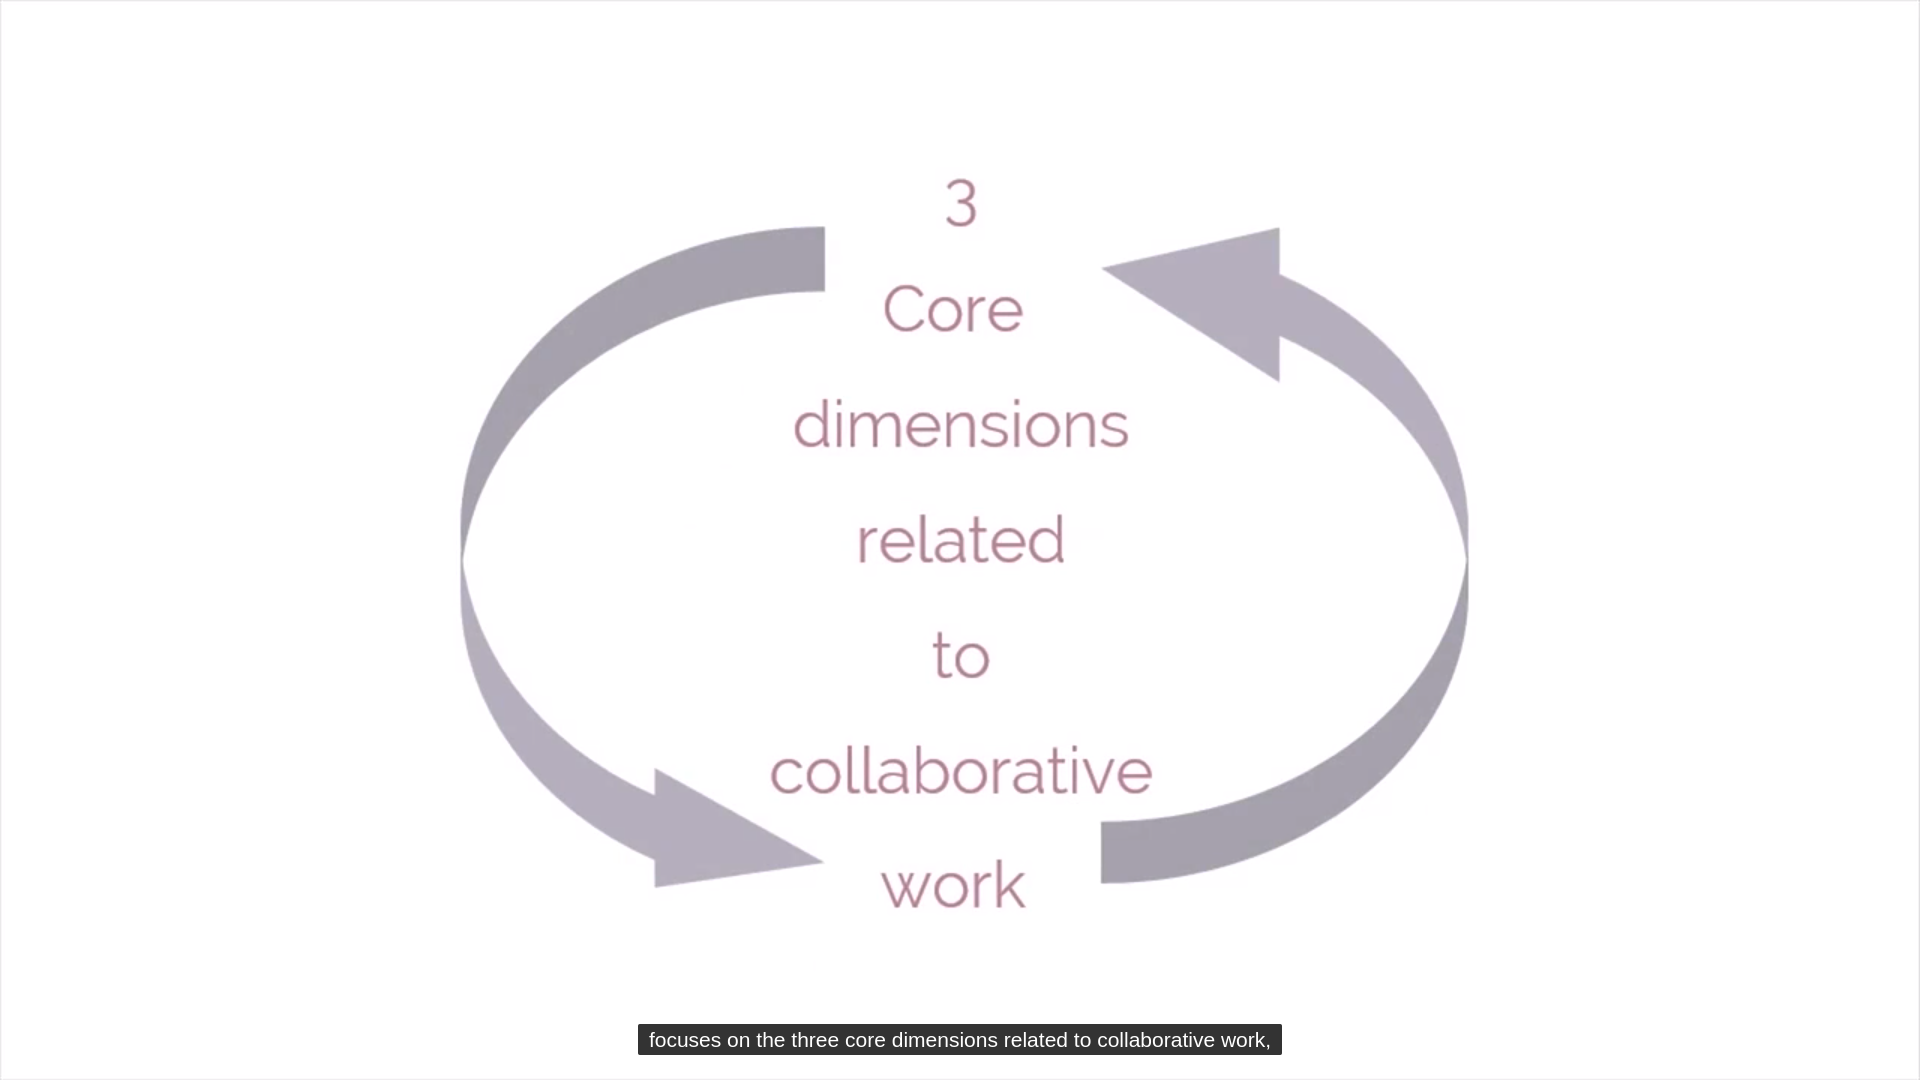 3
Core
dimensions
related
to
collaborative
work
focuses on the three core dimensions related to collaborative work,